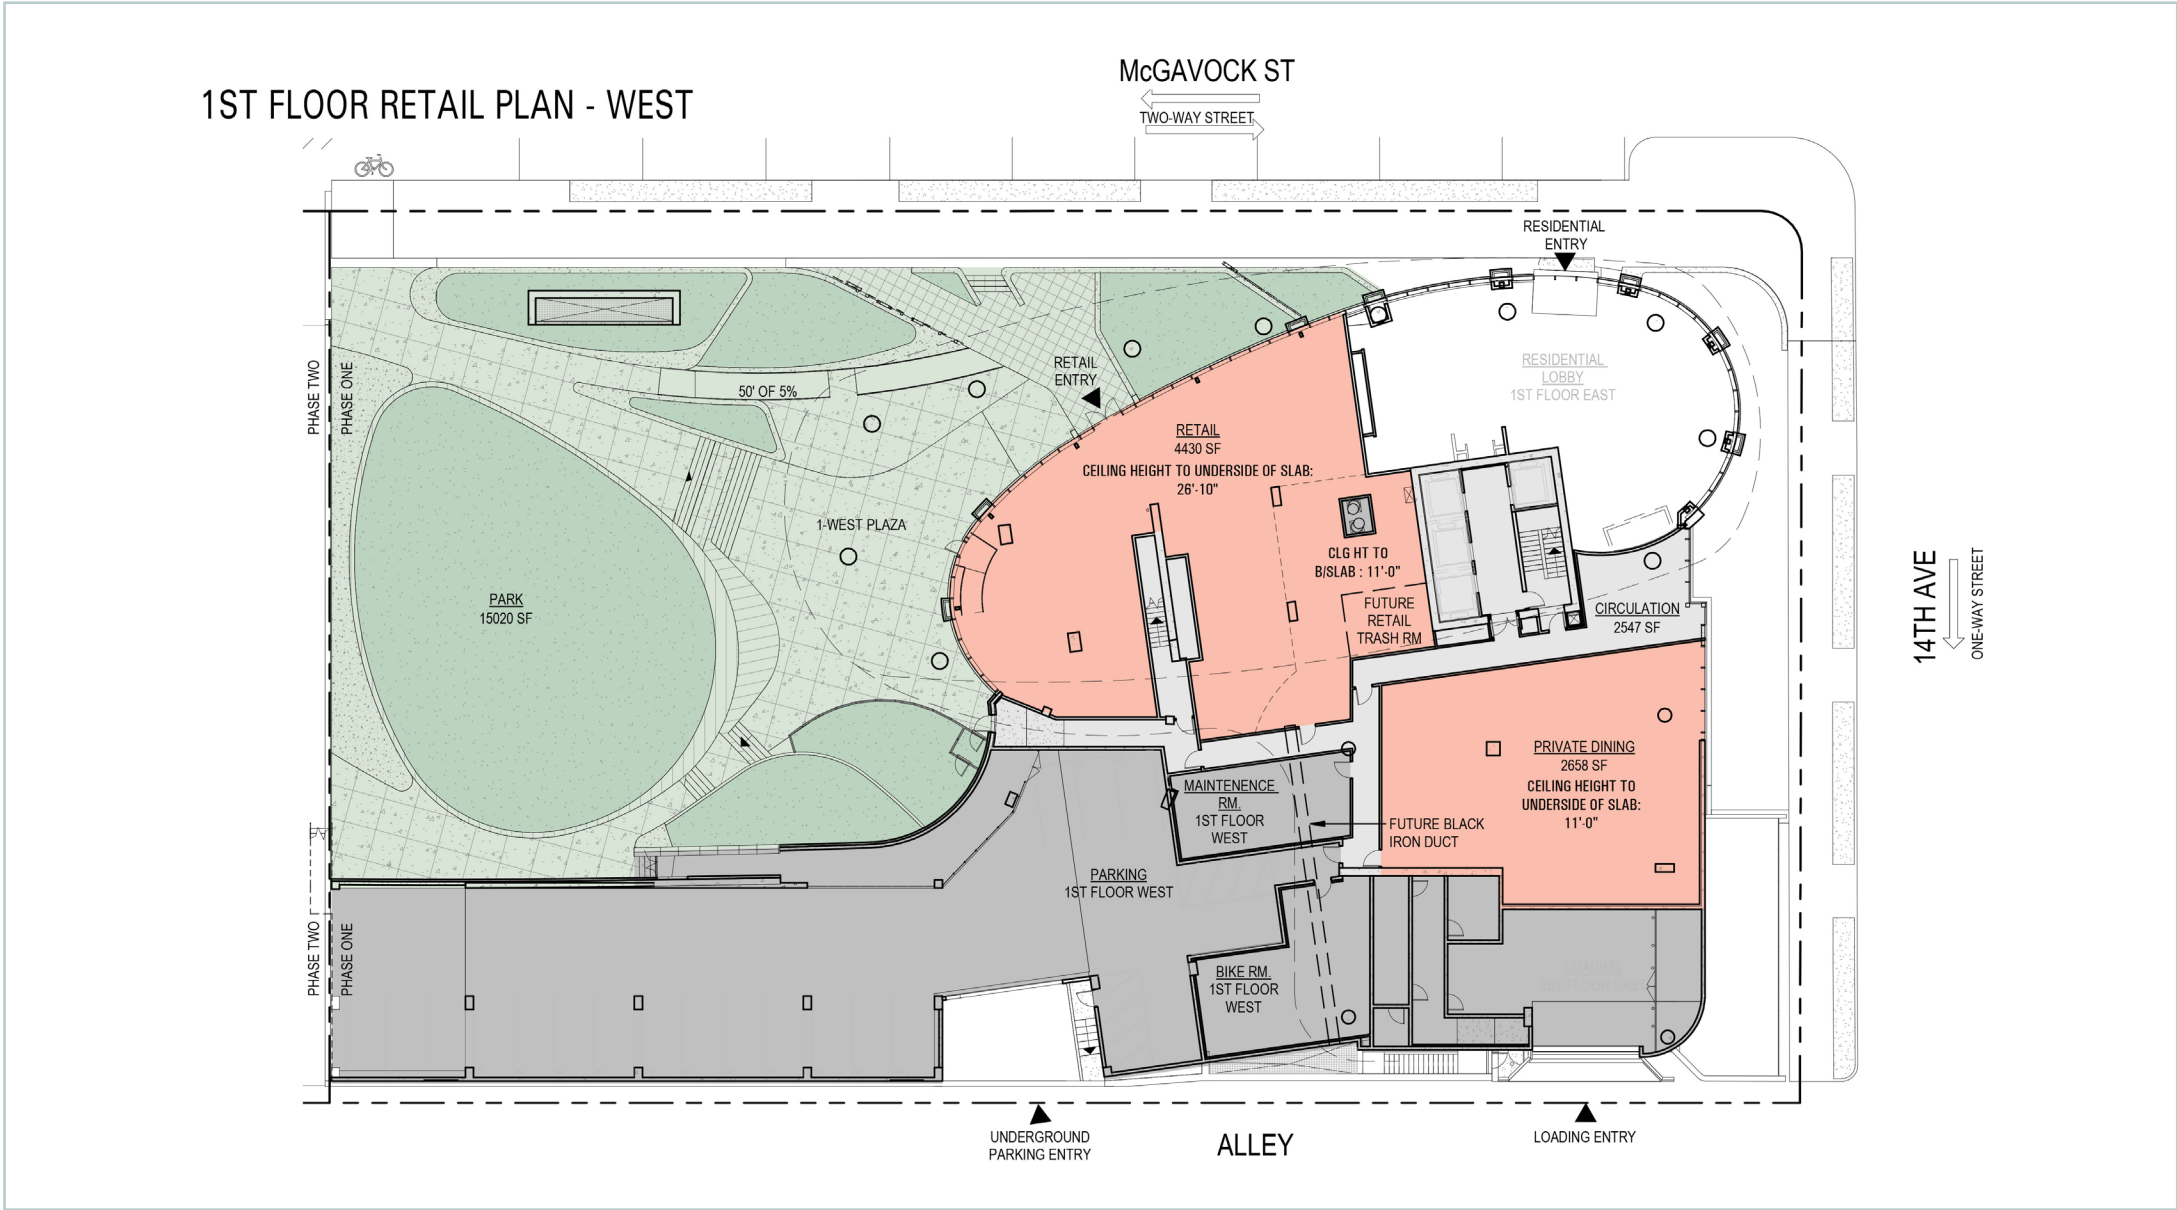 McGAVOCK ST
1ST FLOOR RETAIL PLAN - WEST
TWO-WAY STREET
RESIDENTIAL
ENTRY
RETAIL
ENTRY
RESIDENTIAL
LOBBY
1ST FLOOR EAST
PHASE TWO
PHASE ONE
50' OF 5%
RETAIL
4430 SF
CEILING HEIGHT TO UNDERSIDE OF SLAB:
26'-10"
1-WEST PLAZA
CLG HT TO
B/SLAB : 11'-0"
PARK
15020 SF
FUTURE
RETAIL
TRASH RM
CIRCULATION
2547 SF
14TH AVE
ONE-WAY STREET
PRIVATE DINING
2658 SF
CEILING HEIGHT TO
UNDERSIDE OF SLAB:
11'-0"
MAINTENENCE
RM.
1ST FLOOR
WEST
FUTURE BLACK
IRON DUCT
PARKING
1ST FLOOR WEST
PHASE TWO
PHASE ONE
BIKE RM.
1ST FLOOR
WEST
LOADING
1ST FLOOR EAST
UNDERGROUND
PARKING ENTRY
ALLEY
LOADING ENTRY